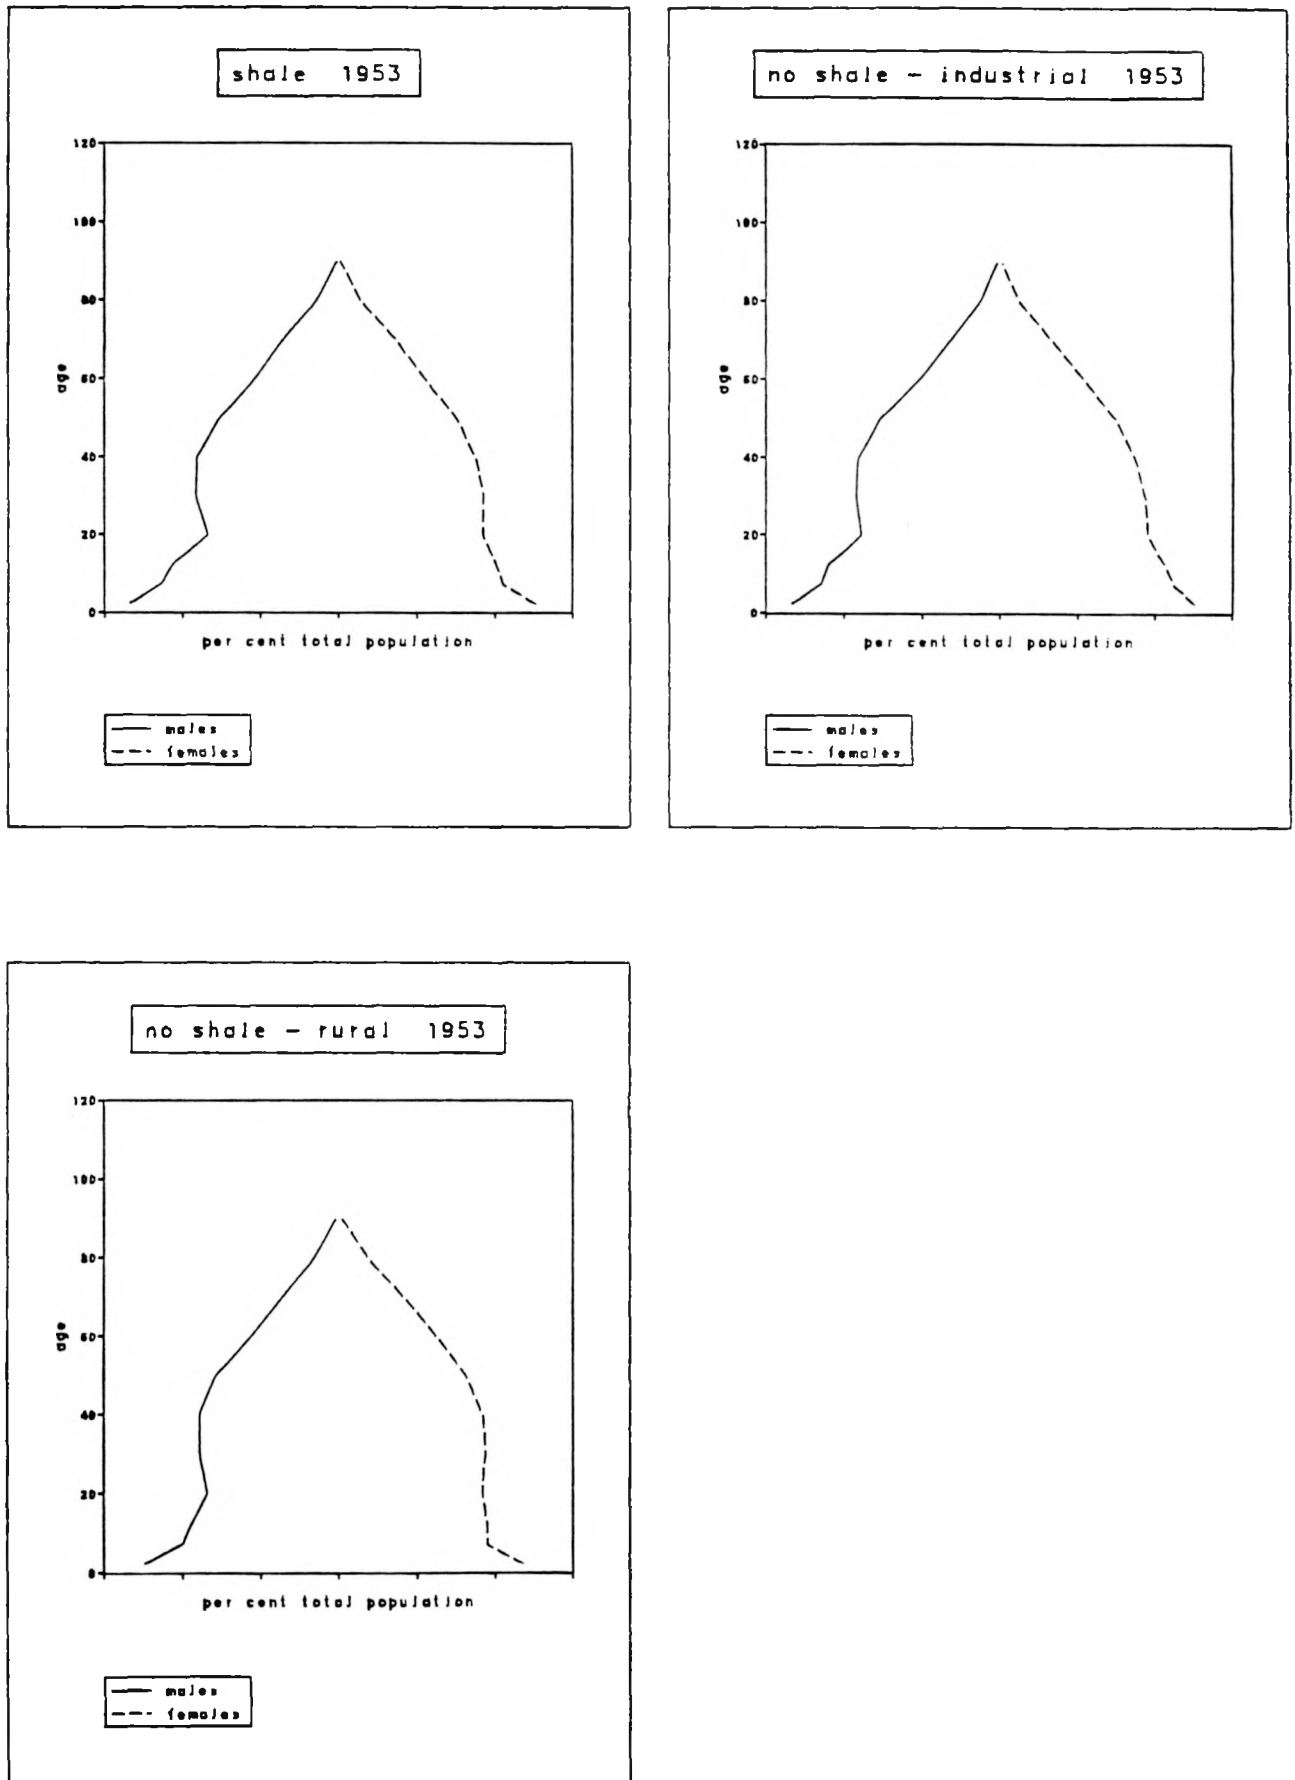 shale 1953
120
100
80
60
40
20
0
age
per cent total population
males
females
no shale – industrial 1953
120
100
80
60
40
20
0
age
per cent total population
males
females
no shale – rural 1953
120
100
80
60
40
20
0
age
per cent total population
males
females